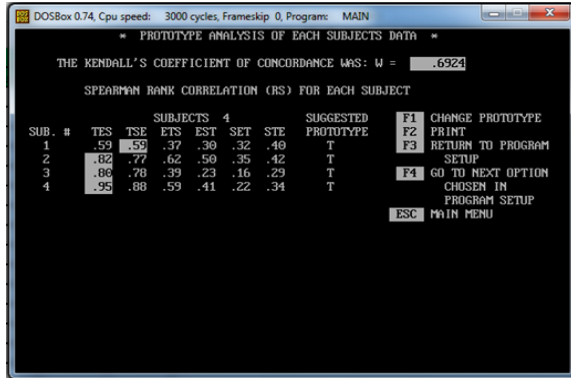 DOSBox 0.74, Cpu speed: 3000 cycles, Frameskip 0, Program: MAIN
* PROTOTYPE ANALYSIS OF EACH SUBJECTS DATA *
THE KENDALL'S COEFFICIENT OF CONCORDANCE WAS: W = .6924
SPEARMAN RANK CORRELATION (RS) FOR EACH SUBJECT
SUBJECTS 4 SUGGESTED F1 CHANGE PROTOTYPE
SUB. # TES TSE ETS EST SET STE PROTOTYPE F2 PRINT
1 .59 .59 .37 .30 .32 .40 T F3 RETURN TO PROGRAM
2 .82 .77 .62 .50 .35 .42 T SETUP
3 .80 .78 .39 .23 .16 .29 T F4 GO TO NEXT OPTION
4 .95 .88 .59 .41 .22 .34 T CHOSEN IN
PROGRAM SETUP
ESC MAIN MENU